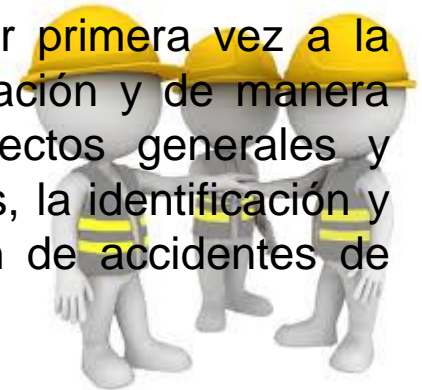 r primera vez a la
ación y de manera
ectos generales y
s, la identificación y
n de accidentes de